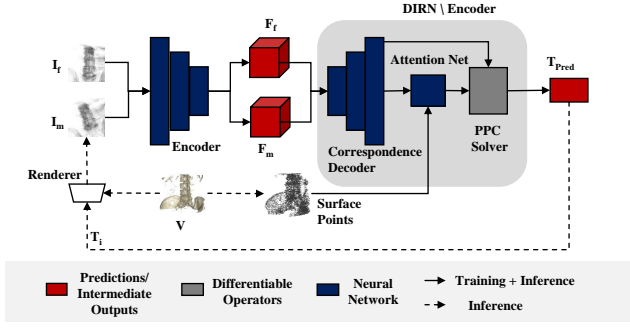 DIRN \ Encoder
F_f
I_f
Attention Net
T_Pred
I_m
Encoder
F_m
Correspondence
Decoder
PPC
Solver
Renderer
V
Surface
Points
T_i
Predictions/
Intermediate
Outputs
Differentiable
Operators
Neural
Network
Training + Inference
Inference